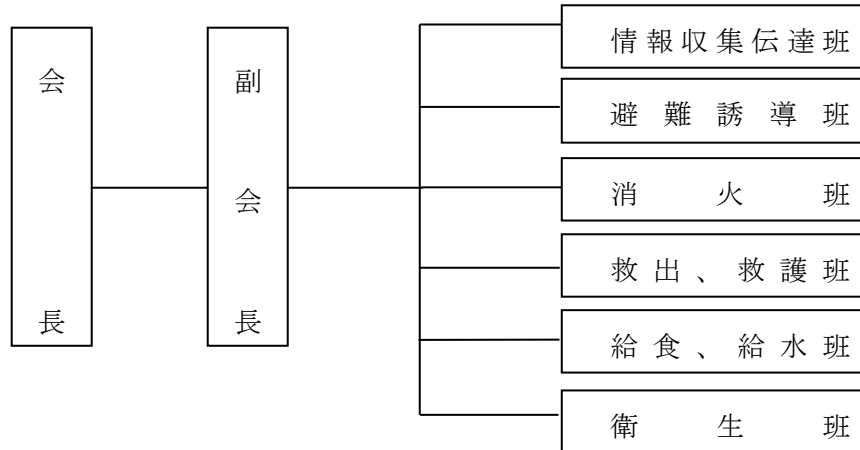 会長
副会長
情報収集伝達班
避難誘導班
消火班
救出、救護班
給食、給水班
衛生班